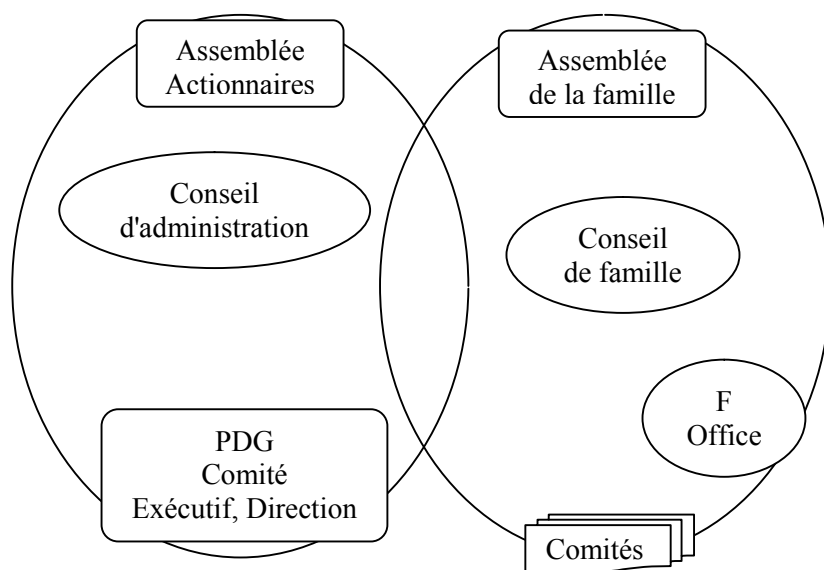 Assemblée
Actionnaires
Assemblée
de la famille
Conseil
d'administration
Conseil
de famille
F
Office
PDG
Comité
Exécutif, Direction
Comités